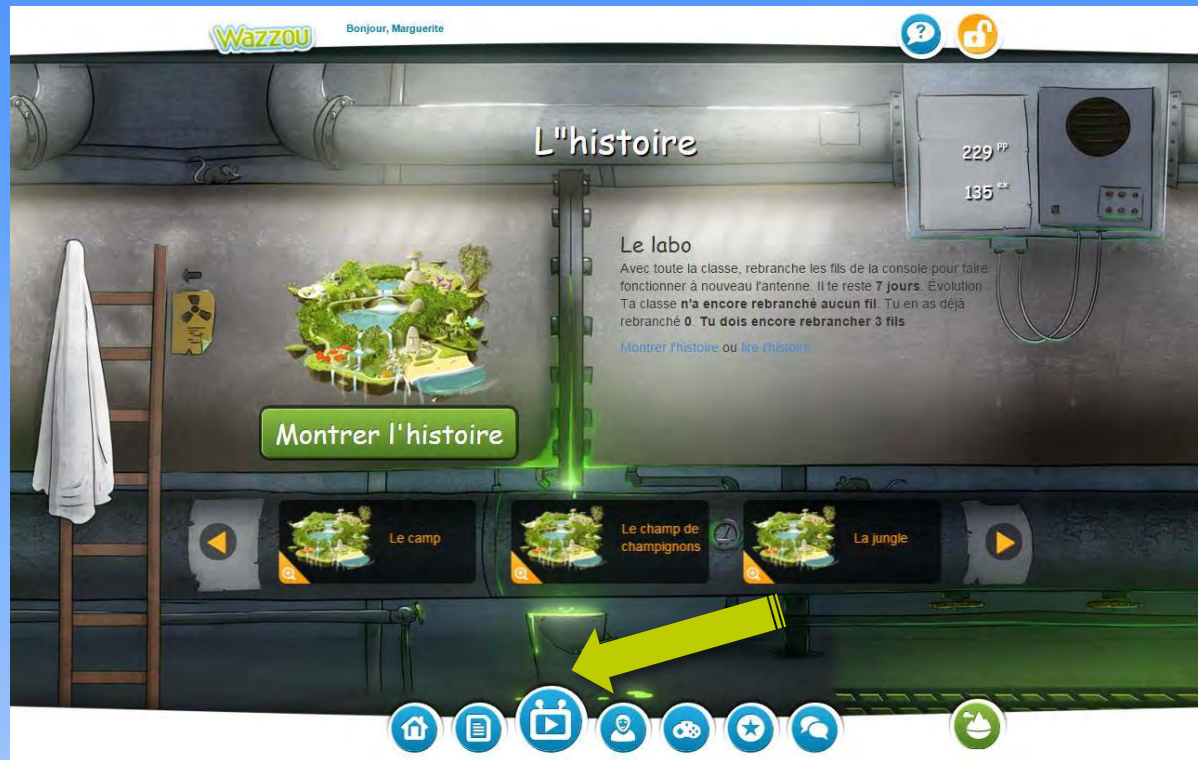 Wazzou
Bonjour, Marguerite
L"histoire
229 PP
135 ex
Le labo
Avec toute la classe, rebranche les fils de la console pour faire
fonctionner à nouveau l'antenne. Il te reste 7 jours. Évolution
Ta classe n'a encore rebranché aucun fil. Tu en as déjà
rebranché 0. Tu dois encore rebrancher 3 fils
Montrer l'histoire ou lire l'histoire
Montrer l'histoire
Le camp
Le champ de
champignons
La jungle